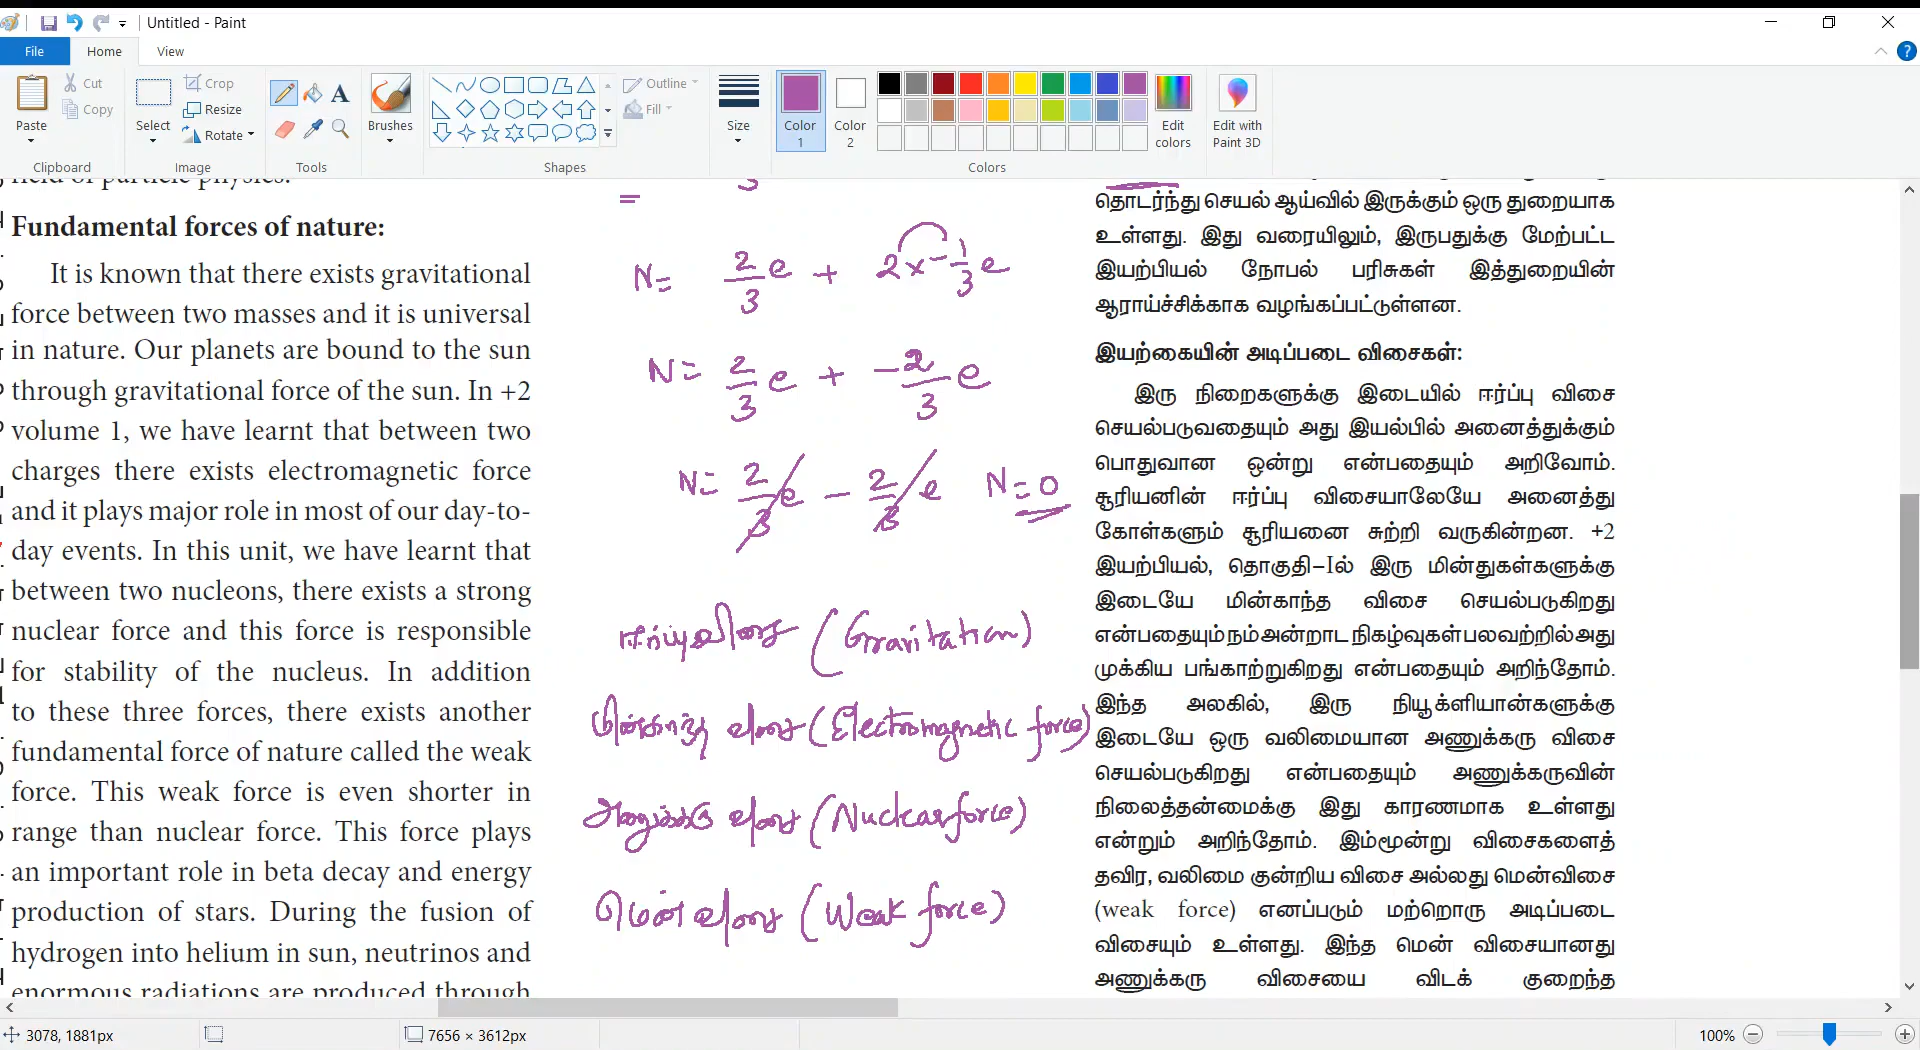 Untitled - Paint
File Home View
Cut
Copy
Paste
Clipboard
Crop
Resize
Rotate
Select
Image
Tools
Brushes
Shapes
Outline
Fill
Size
Color 1
Color 2
Colors
Edit colors
Edit with Paint 3D
field of particle physics.
Fundamental forces of nature:
It is known that there exists gravitational
force between two masses and it is universal
in nature. Our planets are bound to the sun
through gravitational force of the sun. In +2
volume 1, we have learnt that between two
charges there exists electromagnetic force
and it plays major role in most of our day-to-
day events. In this unit, we have learnt that
between two nucleons, there exists a strong
nuclear force and this force is responsible
for stability of the nucleus. In addition
to these three forces, there exists another
fundamental force of nature called the weak
force. This weak force is even shorter in
range than nuclear force. This force plays
an important role in beta decay and energy
production of stars. During the fusion of
hydrogen into helium in sun, neutrinos and
enormous radiations are produced through
= 3
N= 2/3 e + 2x -1/3 e
N= 2/3 e + -2/3 e
N= 2/3 e - 2/3 e N=0
ஈர்ப்புவிசை (Gravitation)
மின்காந்த விசை (Electromagnetic force)
அணுக்கரு விசை (Nuclear force)
மென் விசை (Weak force)
தொடர்ந்து செயல் ஆய்வில் இருக்கும் ஒரு துறையாக
உள்ளது. இது வரையிலும், இருபதுக்கு மேற்பட்ட
இயற்பியல் நோபல் பரிசுகள் இத்துறையின்
ஆராய்ச்சிக்காக வழங்கப்பட்டுள்ளன.
இயற்கையின் அடிப்படை விசைகள்:
இரு நிறைகளுக்கு இடையில் ஈர்ப்பு விசை
செயல்படுவதையும் அது இயல்பில் அனைத்துக்கும்
பொதுவான ஒன்று என்பதையும் அறிவோம்.
சூரியனின் ஈர்ப்பு விசையாலேயே அனைத்து
கோள்களும் சூரியனை சுற்றி வருகின்றன. +2
இயற்பியல், தொகுதி–Iல் இரு மின்துகள்களுக்கு
இடையே மின்காந்த விசை செயல்படுகிறது
என்பதையும் நம் அன்றாட நிகழ்வுகள் பலவற்றில் அது
முக்கிய பங்காற்றுகிறது என்பதையும் அறிந்தோம்.
இந்த அலகில், இரு நியூக்ளியான்களுக்கு
இடையே ஒரு வலிமையான அணுக்கரு விசை
செயல்படுகிறது என்பதையும் அணுக்கருவின்
நிலைத்தன்மைக்கு இது காரணமாக உள்ளது
என்றும் அறிந்தோம். இம்மூன்று விசைகளைத்
தவிர, வலிமை குன்றிய விசை அல்லது மென்விசை
(weak force) எனப்படும் மற்றொரு அடிப்படை
விசையும் உள்ளது. இந்த மென் விசையானது
அணுக்கரு விசையை விடக் குறைந்த
3078, 1881px
7656 × 3612px
100%